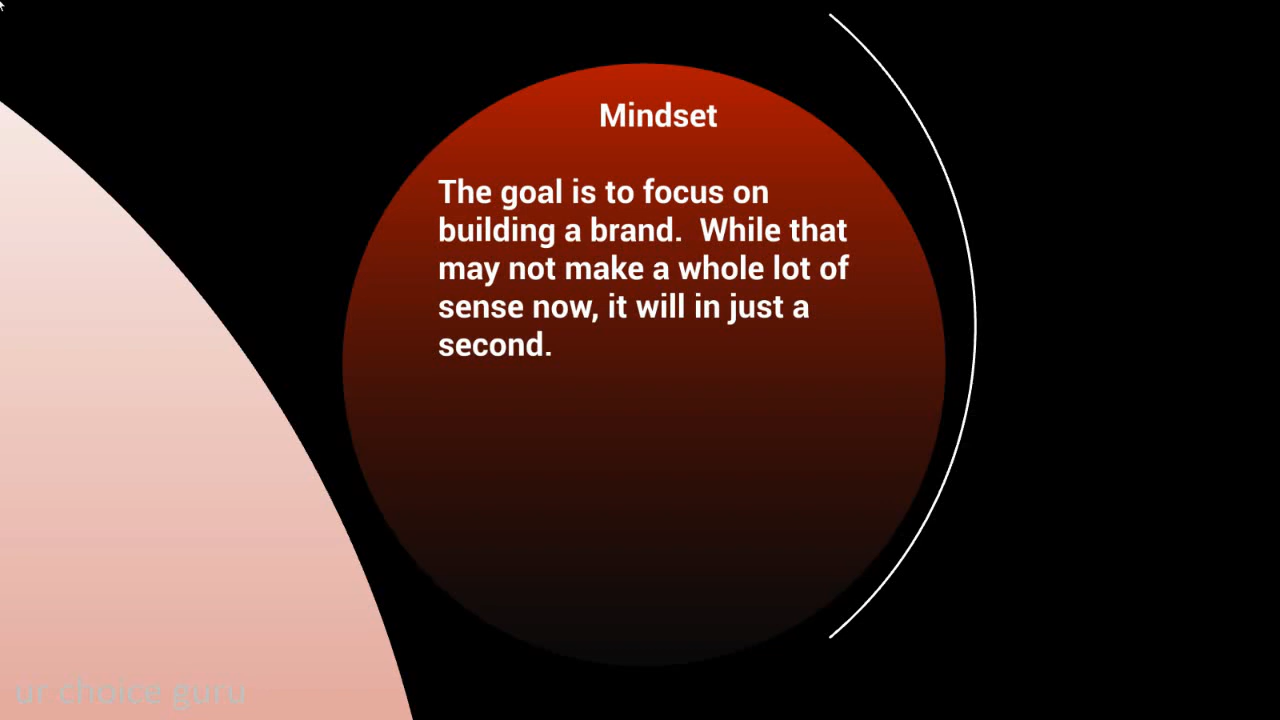 Mindset
The goal is to focus on
building a brand.  While that
may not make a whole lot of
sense now, it will in just a
second.
ur choice guru